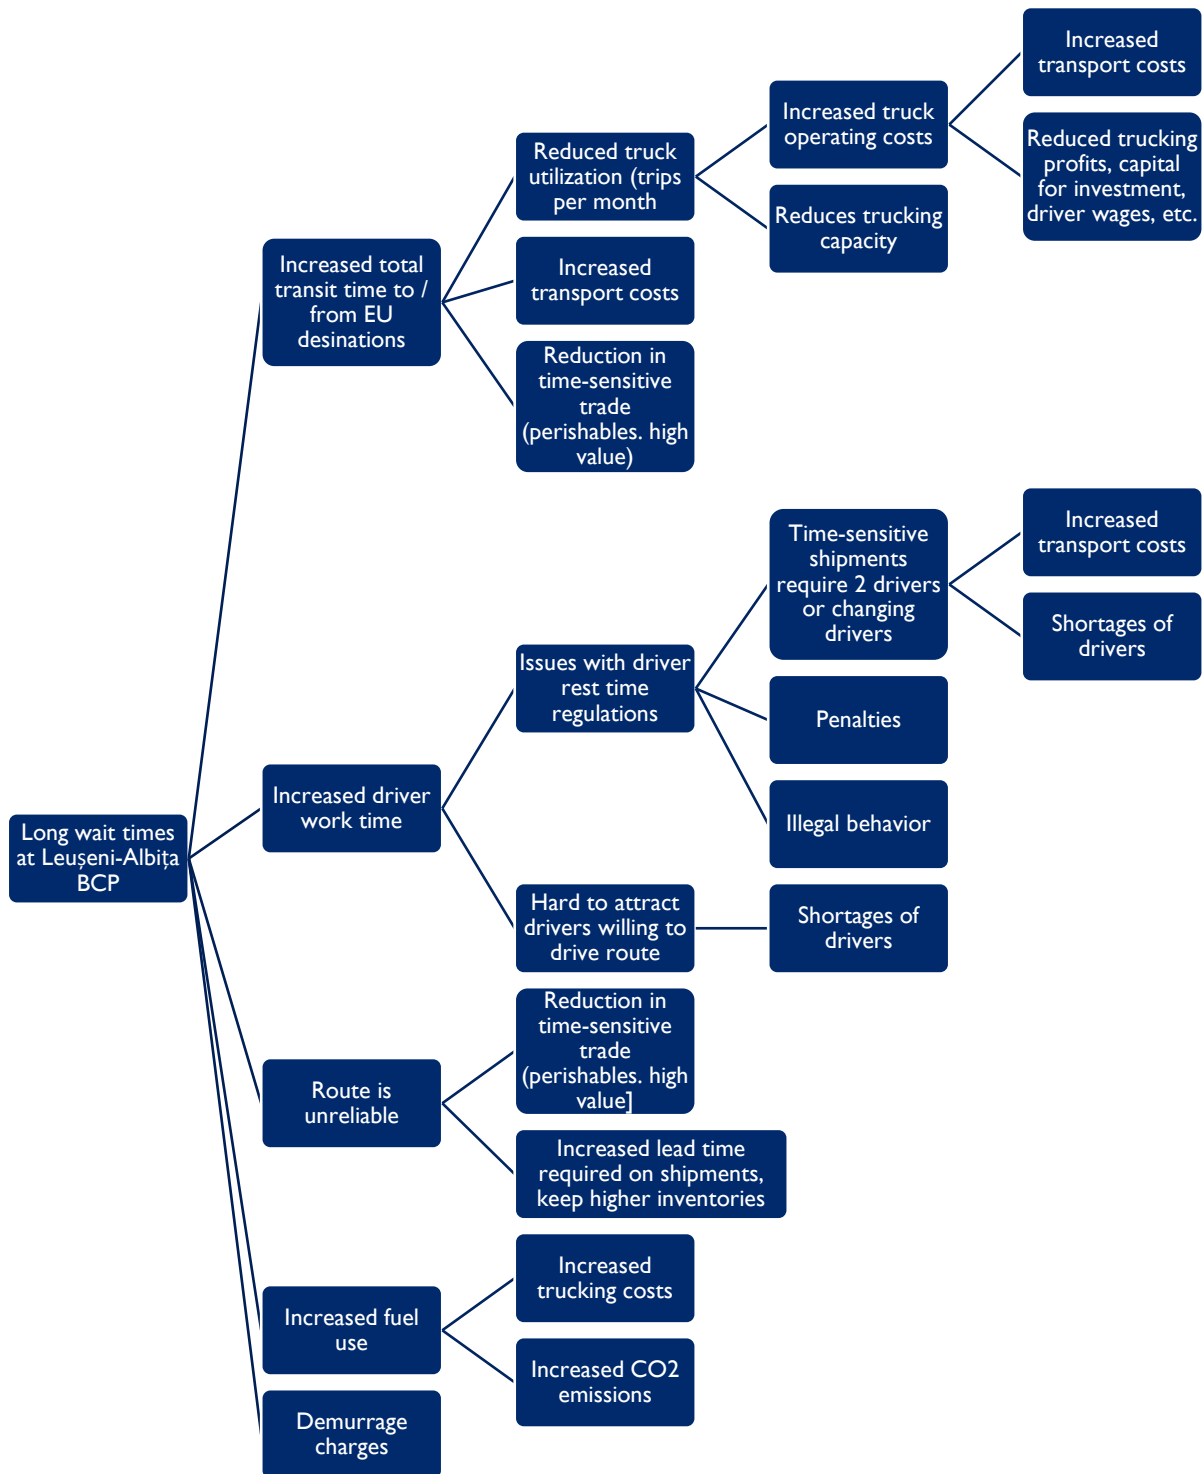 Long wait times
at Leușeni-Albița
BCP
Increased total
transit time to /
from EU
desinations
Reduced truck
utilization (trips
per month
Increased truck
operating costs
Increased
transport costs
Reduced trucking
profits, capital
for investment,
driver wages, etc.
Reduces trucking
capacity
Increased
transport costs
Reduction in
time-sensitive
trade
(perishables. high
value)
Increased driver
work time
Issues with driver
rest time
regulations
Time-sensitive
shipments
require 2 drivers
or changing
drivers
Increased
transport costs
Shortages of
drivers
Penalties
Illegal behavior
Hard to attract
drivers willing to
drive route
Shortages of
drivers
Route is
unreliable
Reduction in
time-sensitive
trade
(perishables. high
value]
Increased lead time
required on shipments,
keep higher inventories
Increased fuel
use
Increased
trucking costs
Increased CO2
emissions
Demurrage
charges